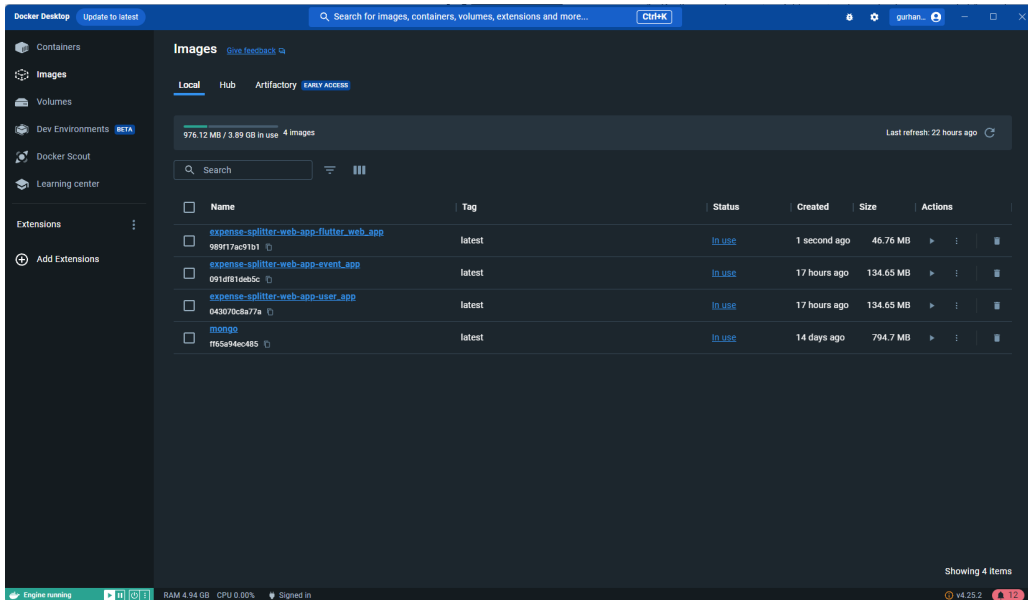 Docker Desktop Update to latest Search for images, containers, volumes, extensions and more... Ctrl+K gurhan...
Containers
Images
Volumes
Dev Environments BETA
Docker Scout
Learning center
Extensions
Add Extensions
Images Give feedback
Local Hub Artifactory EARLY ACCESS
976.12 MB / 3.89 GB in use 4 images Last refresh: 22 hours ago
Search
Name Tag Status Created Size Actions
expense-splitter-web-app-flutter_web_app
989f17ac91b1 latest In use 1 second ago 46.76 MB
expense-splitter-web-app-event_app
091df81deb5c latest In use 17 hours ago 134.65 MB
expense-splitter-web-app-user_app
043070c8a77a latest In use 17 hours ago 134.65 MB
mongo
ff65a94ec485 latest In use 14 days ago 794.7 MB
Showing 4 items
Engine running RAM 4.94 GB CPU 0.00% Signed in v4.25.2 12